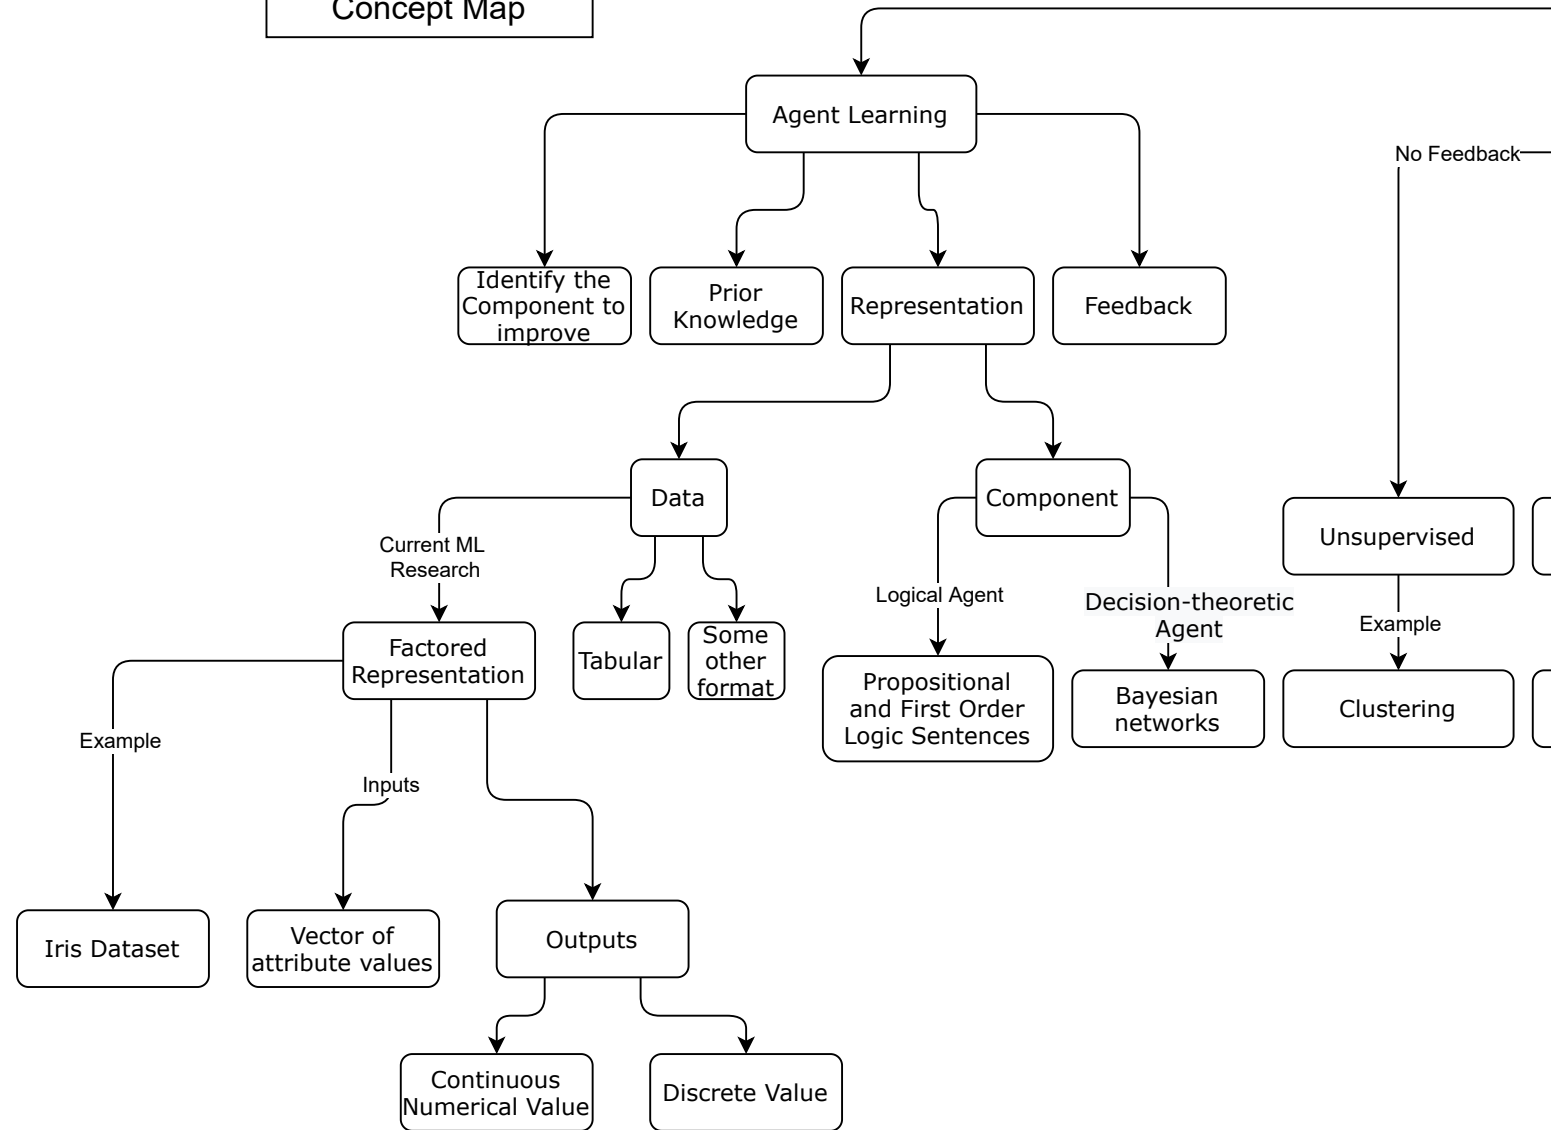 Concept Map
Agent Learning
No Feedback
Identify the
Component to
improve
Prior
Knowledge
Representation
Feedback
Data
Component
Unsupervised
Current ML
Research
Logical Agent
Decision-theoretic
Agent
Example
Factored
Representation
Tabular
Some
other
format
Propositional
and First Order
Logic Sentences
Bayesian
networks
Clustering
Example
Inputs
Iris Dataset
Vector of
attribute values
Outputs
Continuous
Numerical Value
Discrete Value